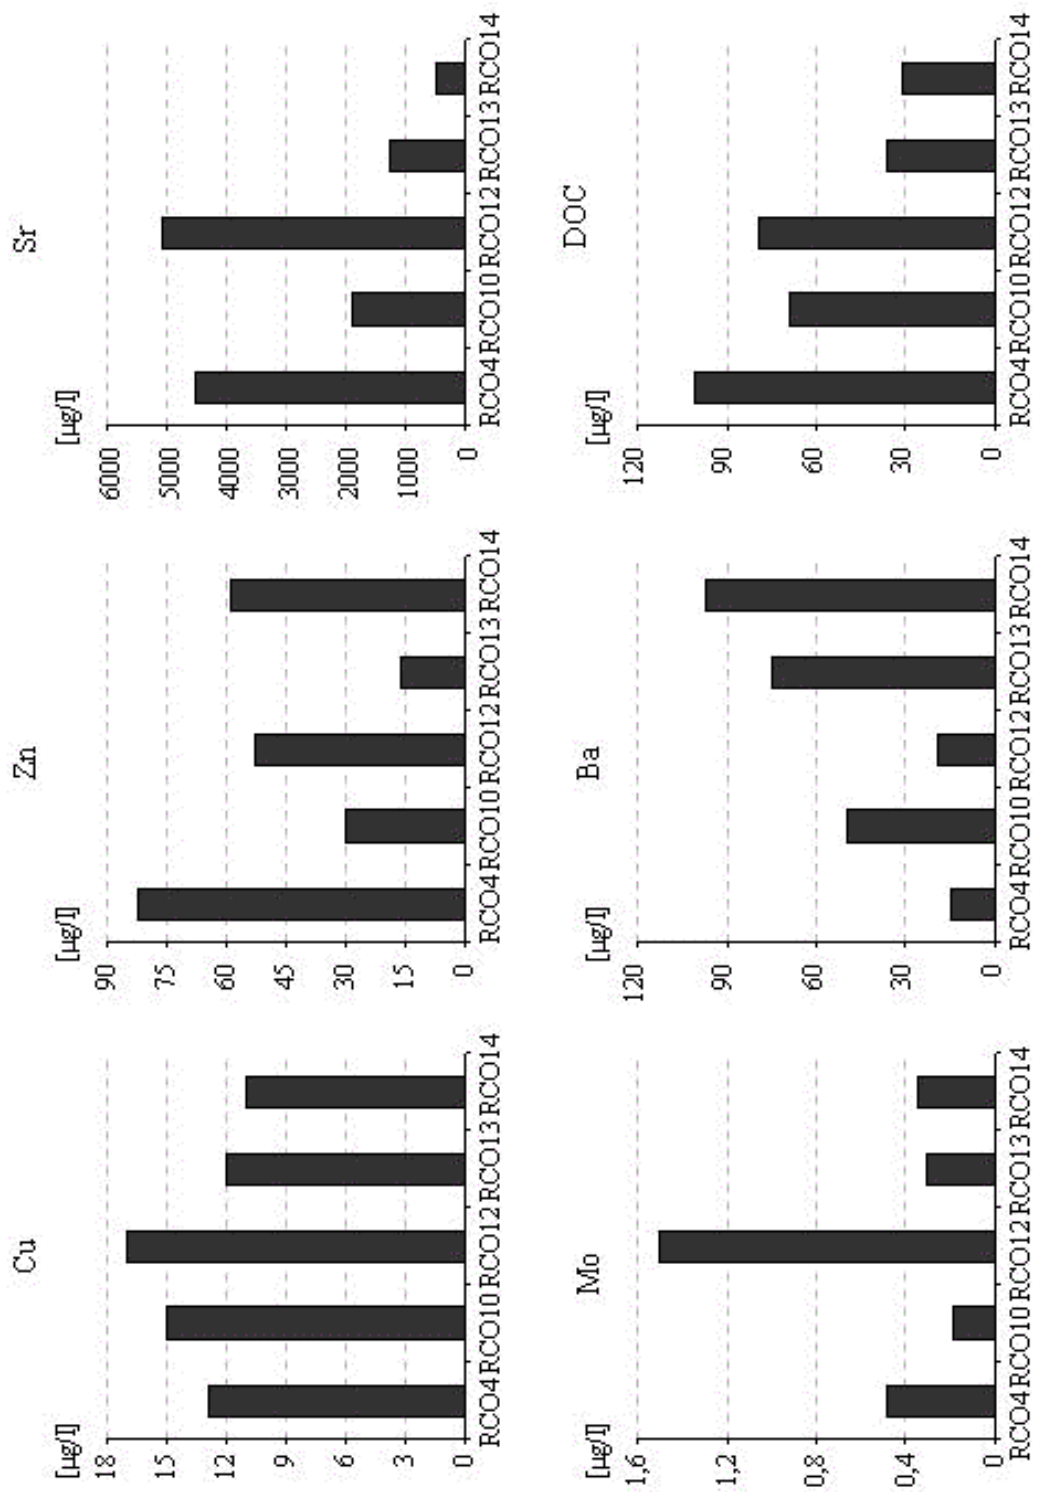 Cu
[µg/l]
18
15
12
9
6
3
0
RCO4 RCO10 RCO12 RCO13 RCO14
Zn
[µg/l]
90
75
60
45
30
15
0
RCO4 RCO10 RCO12 RCO13 RCO14
Sr
[µg/l]
6000
5000
4000
3000
2000
1000
0
RCO4 RCO10 RCO12 RCO13 RCO14
Mo
[µg/l]
1,6
1,2
0,8
0,4
0
RCO4 RCO10 RCO12 RCO13 RCO14
Ba
[µg/l]
120
90
60
30
0
RCO4 RCO10 RCO12 RCO13 RCO14
DOC
[µg/l]
120
90
60
30
0
RCO4 RCO10 RCO12 RCO13 RCO14